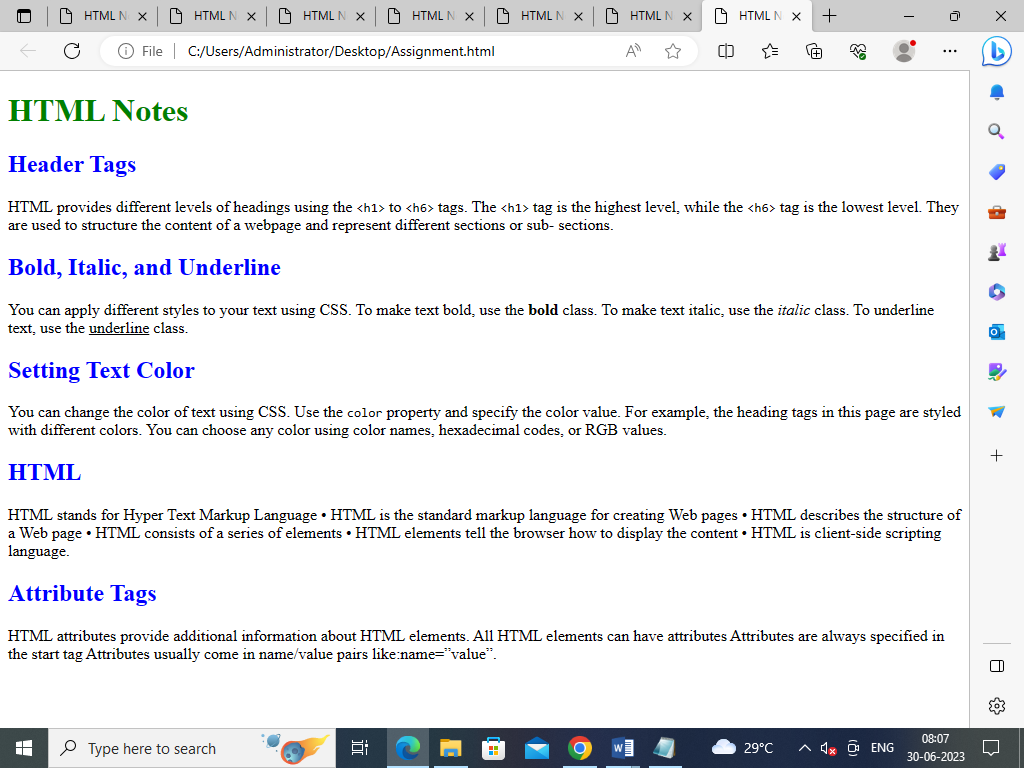 HTML N HTML N HTML N HTML N HTML N HTML N HTML N
File C:/Users/Administrator/Desktop/Assignment.html
HTML Notes
Header Tags
HTML provides different levels of headings using the <h1> to <h6> tags. The <h1> tag is the highest level, while the <h6> tag is the lowest level. They
are used to structure the content of a webpage and represent different sections or sub- sections.
Bold, Italic, and Underline
You can apply different styles to your text using CSS. To make text bold, use the bold class. To make text italic, use the italic class. To underline
text, use the underline class.
Setting Text Color
You can change the color of text using CSS. Use the color property and specify the color value. For example, the heading tags in this page are styled
with different colors. You can choose any color using color names, hexadecimal codes, or RGB values.
HTML
HTML stands for Hyper Text Markup Language • HTML is the standard markup language for creating Web pages • HTML describes the structure of
a Web page • HTML consists of a series of elements • HTML elements tell the browser how to display the content • HTML is client-side scripting
language.
Attribute Tags
HTML attributes provide additional information about HTML elements. All HTML elements can have attributes Attributes are always specified in
the start tag Attributes usually come in name/value pairs like:name=”value”.
Type here to search 29°C ENG 08:07
30-06-2023